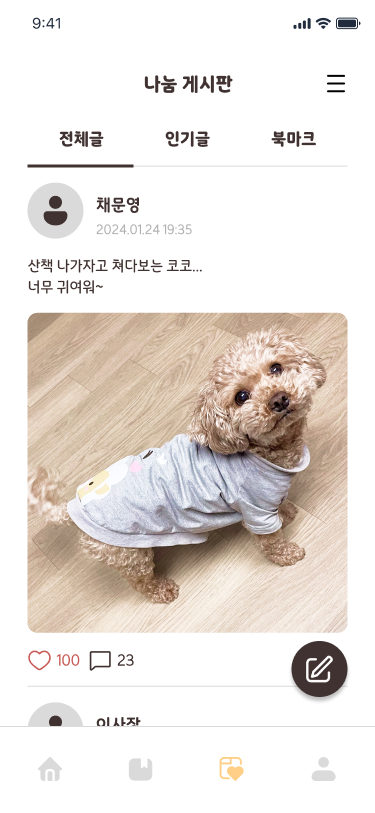 9:41
나눔 게시판
전체글
인기글
북마크
채문영
2024.01.24 19:35
산책 나가자고 쳐다보는 코코...
너무 귀여워~
100
23